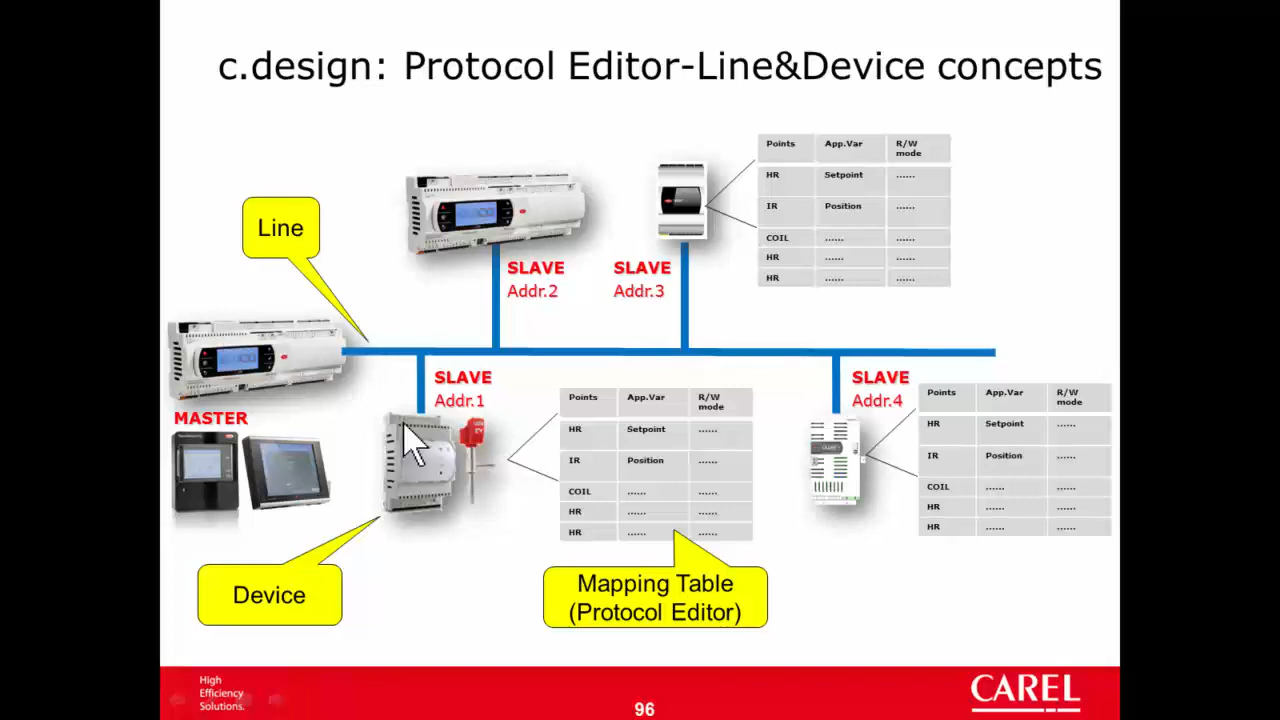 c.design: Protocol Editor-Line&Device concepts
Points App.Var R/W mode
HR Setpoint ......
IR Position ......
COIL ...... ......
HR ...... ......
HR ...... ......
Line
SLAVE
Addr.2
SLAVE
Addr.3
MASTER
SLAVE
Addr.1
Points App.Var R/W mode
HR Setpoint ......
IR Position ......
COIL ...... ......
HR ...... ......
HR ...... ......
SLAVE
Addr.4
Points App.Var R/W mode
HR Setpoint ......
IR Position ......
COIL ...... ......
HR ...... ......
HR ...... ......
Device
Mapping Table
(Protocol Editor)
High
Efficiency
Solutions.
96
CAREL